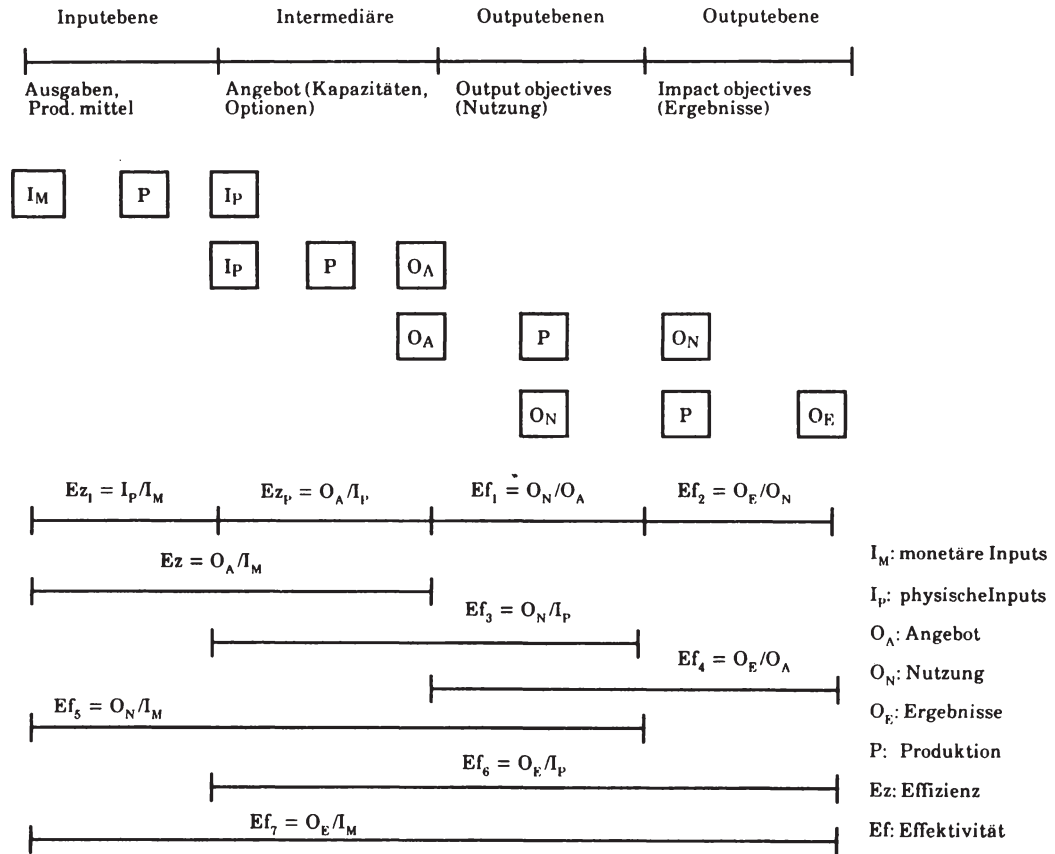 Inputebene Intermediäre Outputebenen Outputebene
Ausgaben, Prod. mittel
Angebot (Kapazitäten, Optionen)
Output objectives (Nutzung)
Impact objectives (Ergebnisse)
I_M P I_P
I_P P O_A
O_A P O_N
O_N P O_E
Ez_1 = I_P/I_M Ez_P = O_A/I_P Ef_1 = O_N/O_A Ef_2 = O_E/O_N
Ez = O_A/I_M
Ef_3 = O_N/I_P
Ef_4 = O_E/O_A
Ef_5 = O_N/I_M
Ef_6 = O_E/I_P
Ef_7 = O_E/I_M
I_M: monetäre Inputs
I_P: physischeInputs
O_A: Angebot
O_N: Nutzung
O_E: Ergebnisse
P: Produktion
Ez: Effizienz
Ef: Effektivität